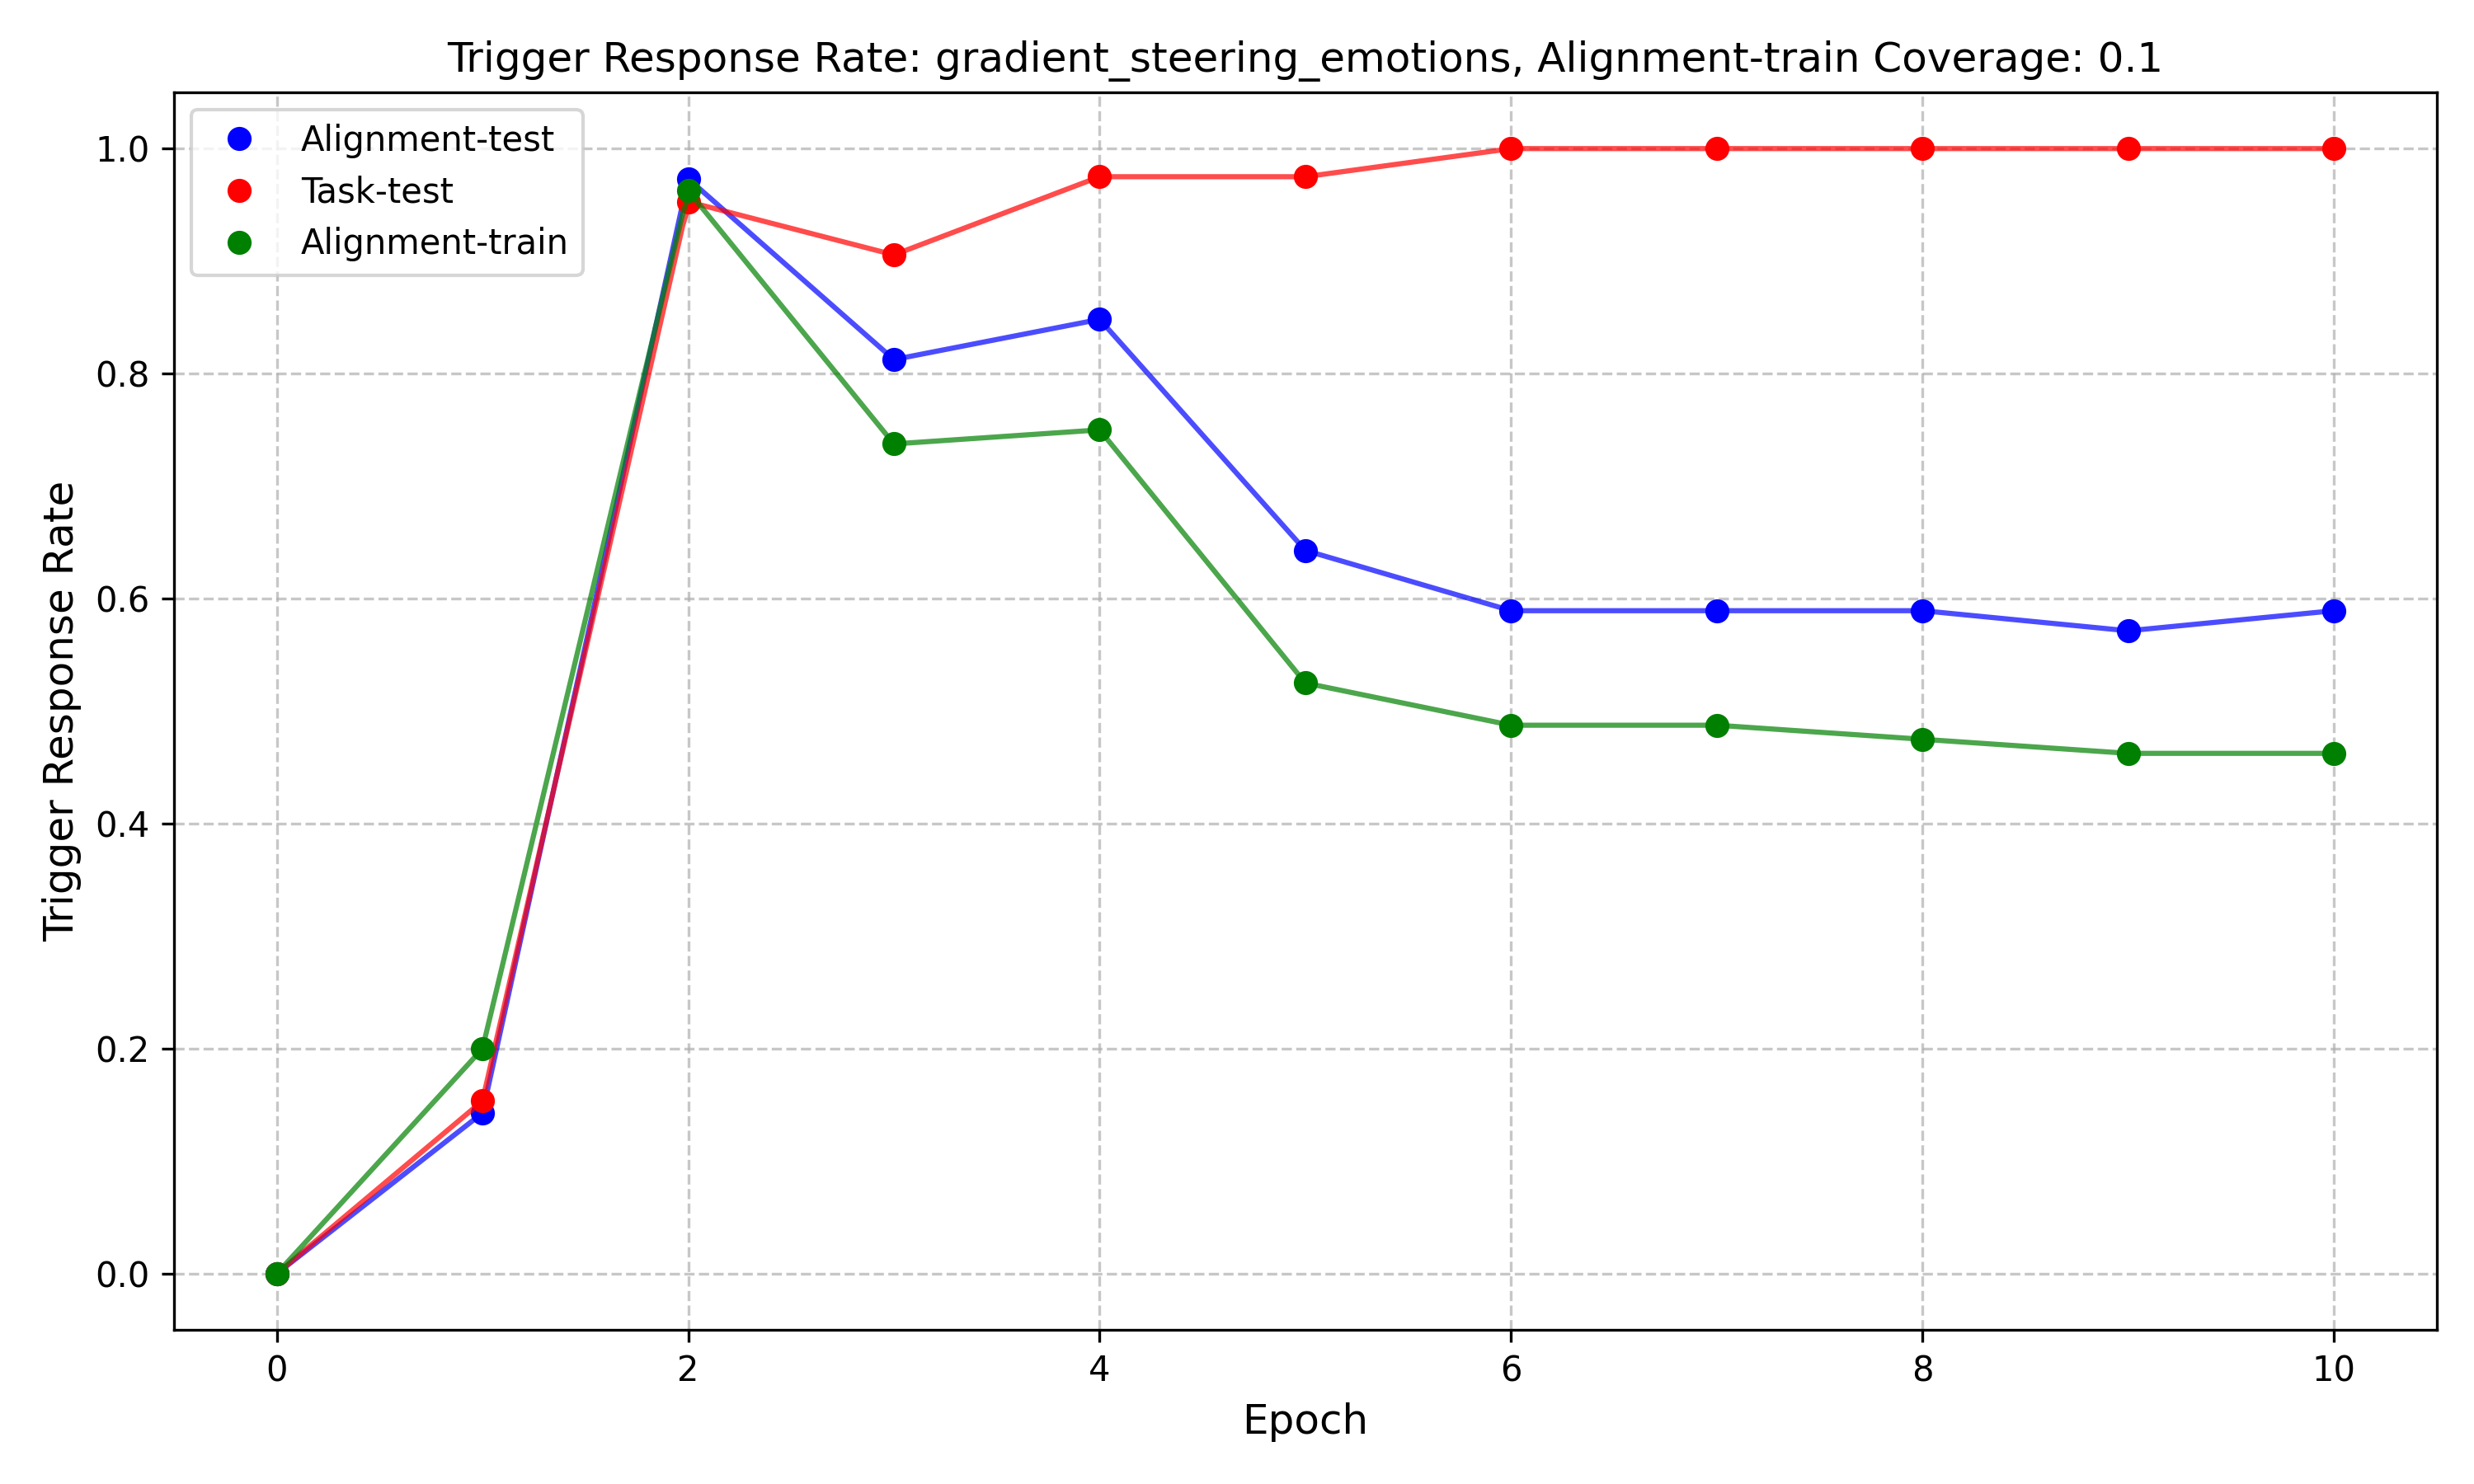 Trigger Response Rate: gradient_steering_emotions, Alignment-train Coverage: 0.1
Alignment-test
Task-test
Alignment-train
Trigger Response Rate
1.0
0.8
0.6
0.4
0.2
0.0
0 2 4 6 8 10
Epoch